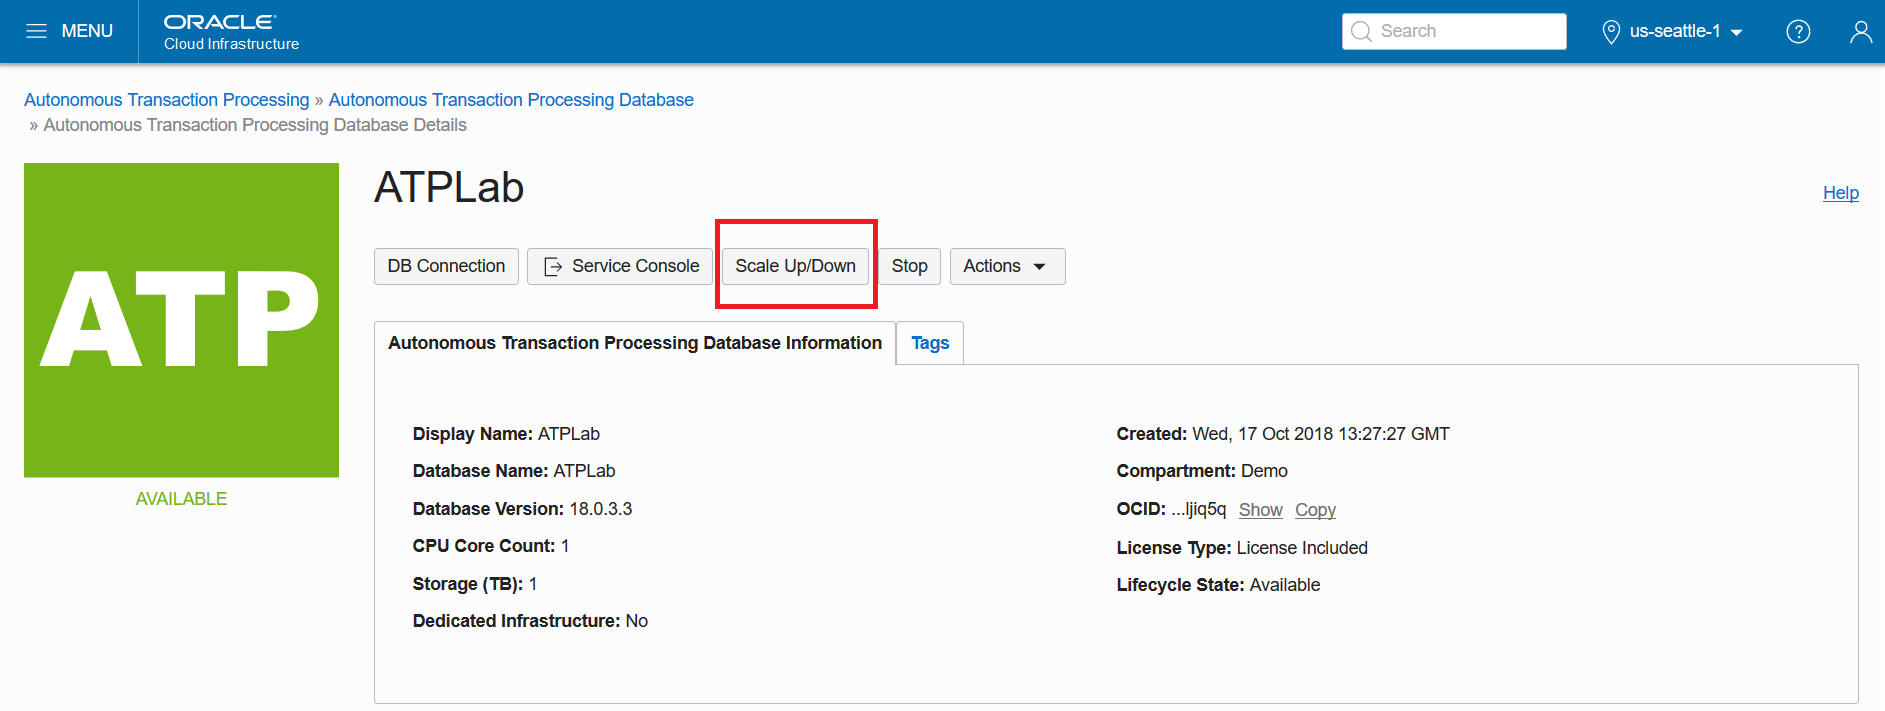 MENU
ORACLE
Cloud Infrastructure
Search
us-seattle-1
?
Autonomous Transaction Processing » Autonomous Transaction Processing Database
» Autonomous Transaction Processing Database Details
ATP
AVAILABLE
ATPLab
Help
DB Connection
Service Console
Scale Up/Down
Stop
Actions
Autonomous Transaction Processing Database Information
Tags
Display Name: ATPLab
Database Name: ATPLab
Database Version: 18.0.3.3
CPU Core Count: 1
Storage (TB): 1
Dedicated Infrastructure: No
Created: Wed, 17 Oct 2018 13:27:27 GMT
Compartment: Demo
OCID: ...ljiq5q Show Copy
License Type: License Included
Lifecycle State: Available